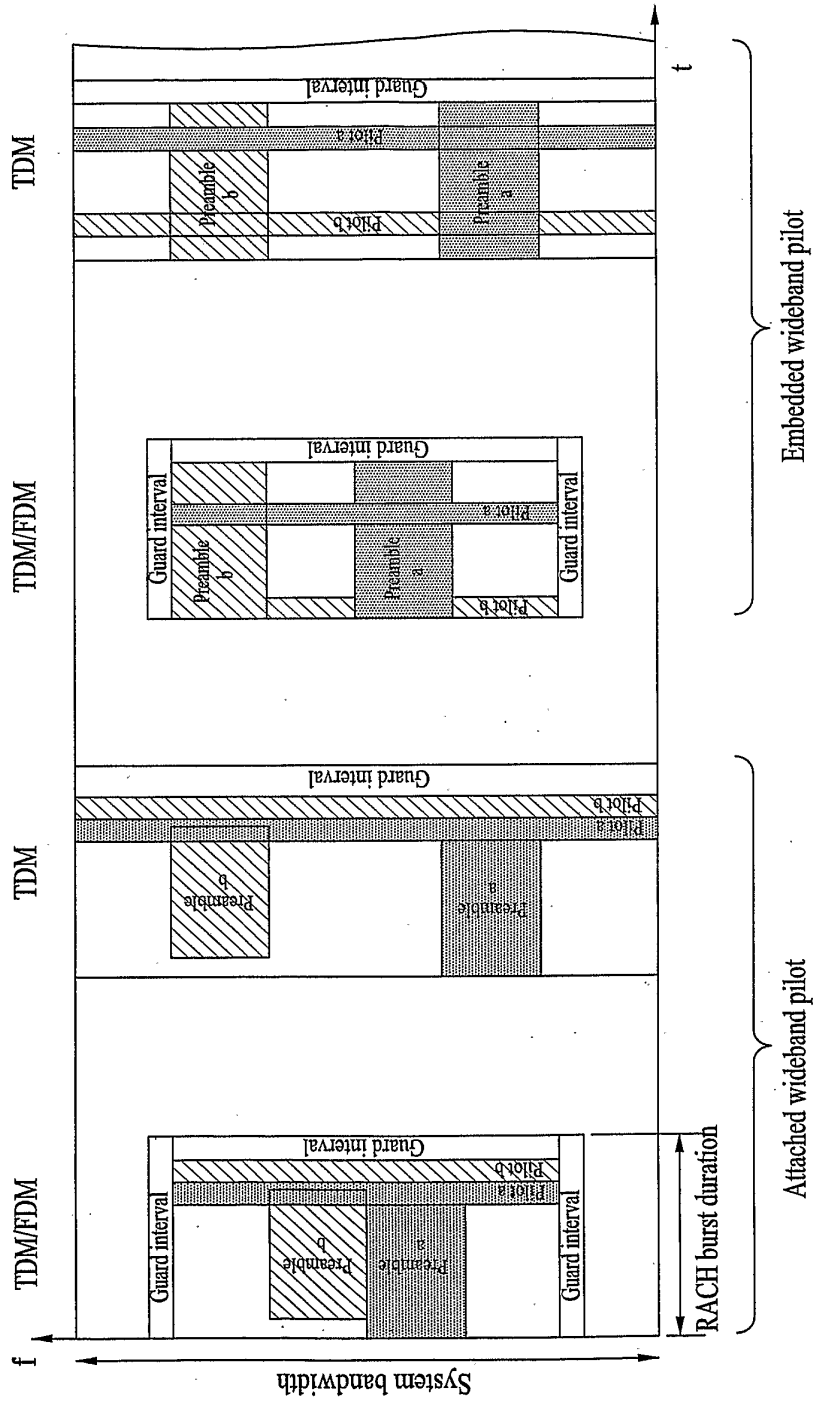 TDM/FDM
TDM
TDM/FDM
TDM
f
System bandwidth
Guard interval
Preamble
b
Preamble
a
Pilot a
Pilot b
Guard interval
Guard interval
RACH burst duration
Preamble
b
Preamble
a
Pilot a
Pilot b
Guard interval
Guard interval
Preamble
b
Preamble
a
Pilot b
Pilot a
Guard interval
Guard interval
Preamble
b
Preamble
a
Pilot b
Pilot a
Guard interval
t
Attached wideband pilot
Embedded wideband pilot